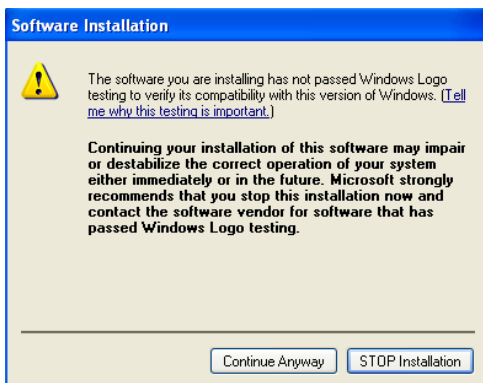 Software Installation
The software you are installing has not passed Windows Logo
testing to verify its compatibility with this version of Windows. (Tell
me why this testing is important.)
Continuing your installation of this software may impair
or destabilize the correct operation of your system
either immediately or in the future. Microsoft strongly
recommends that you stop this installation now and
contact the software vendor for software that has
passed Windows Logo testing.
Continue Anyway
STOP Installation